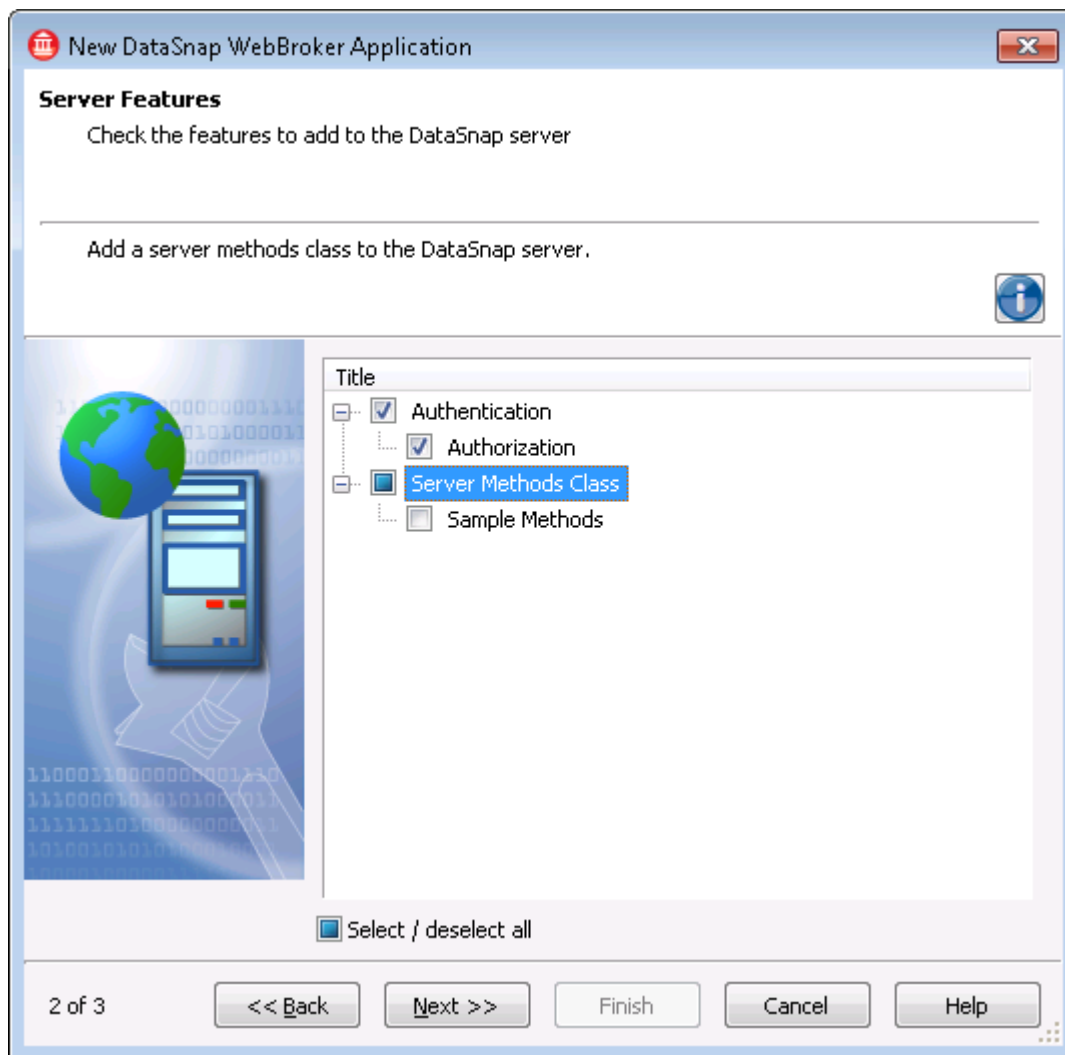 New DataSnap WebBroker Application
Server Features
Check the features to add to the DataSnap server
Add a server methods class to the DataSnap server.
Title
Authentication
Authorization
Server Methods Class
Sample Methods
Select / deselect all
2 of 3
<< Back
Next >>
Finish
Cancel
Help